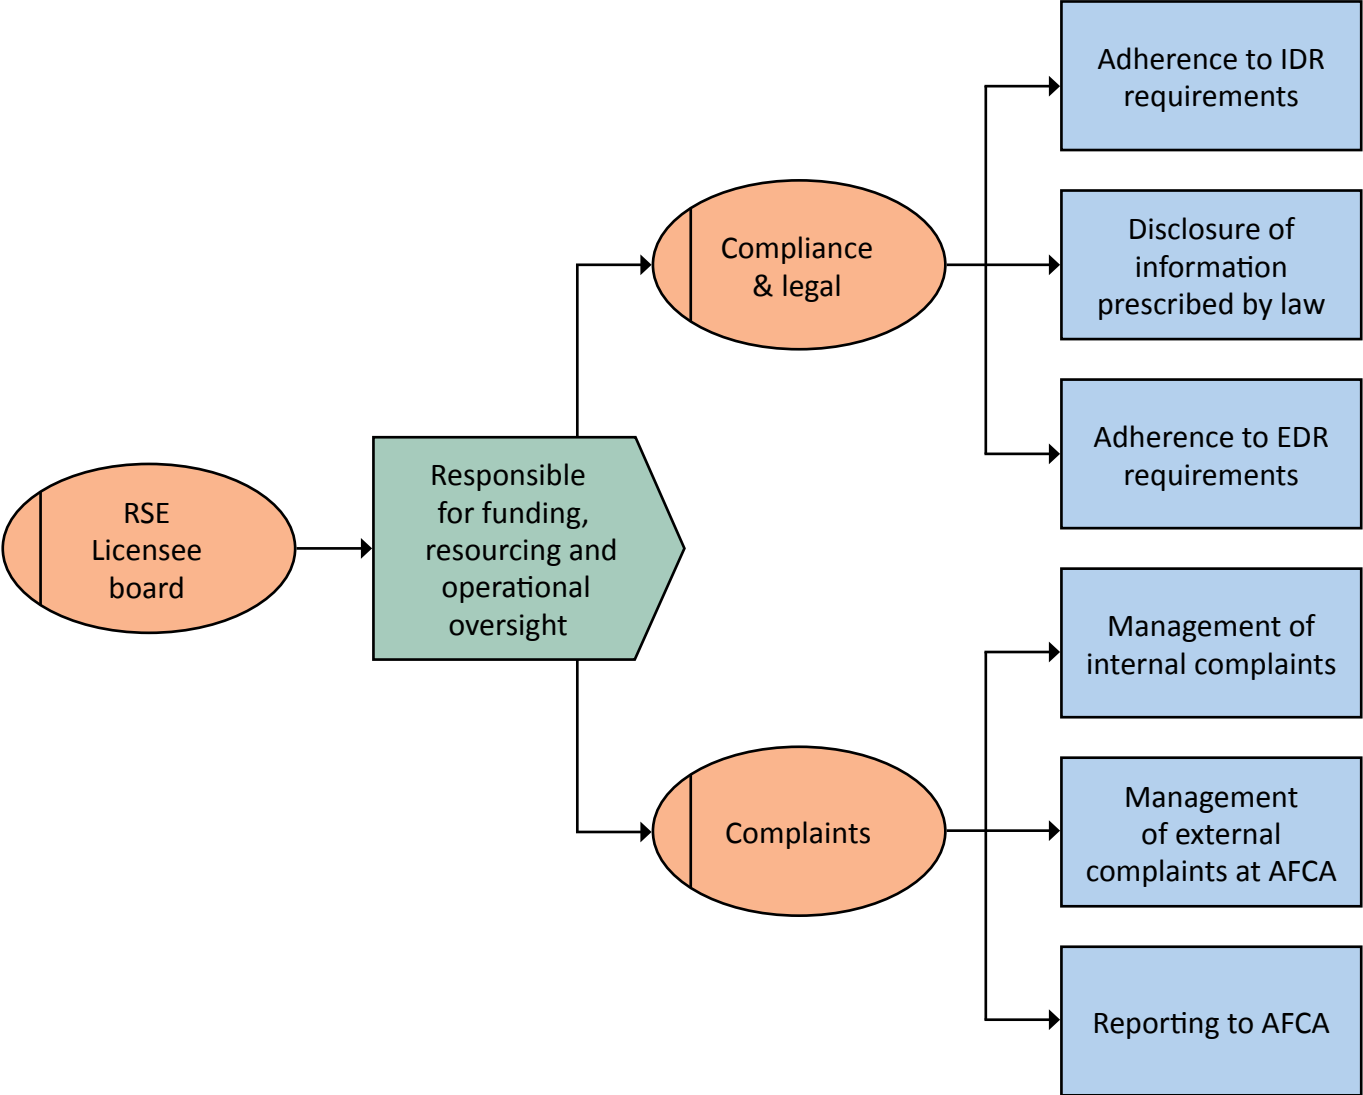 RSE
Licensee
board
Responsible
for funding,
resourcing and
operational
oversight
Compliance
& legal
Adherence to IDR
requirements
Disclosure of
information
prescribed by law
Adherence to EDR
requirements
Complaints
Management of
internal complaints
Management
of external
complaints at AFCA
Reporting to AFCA